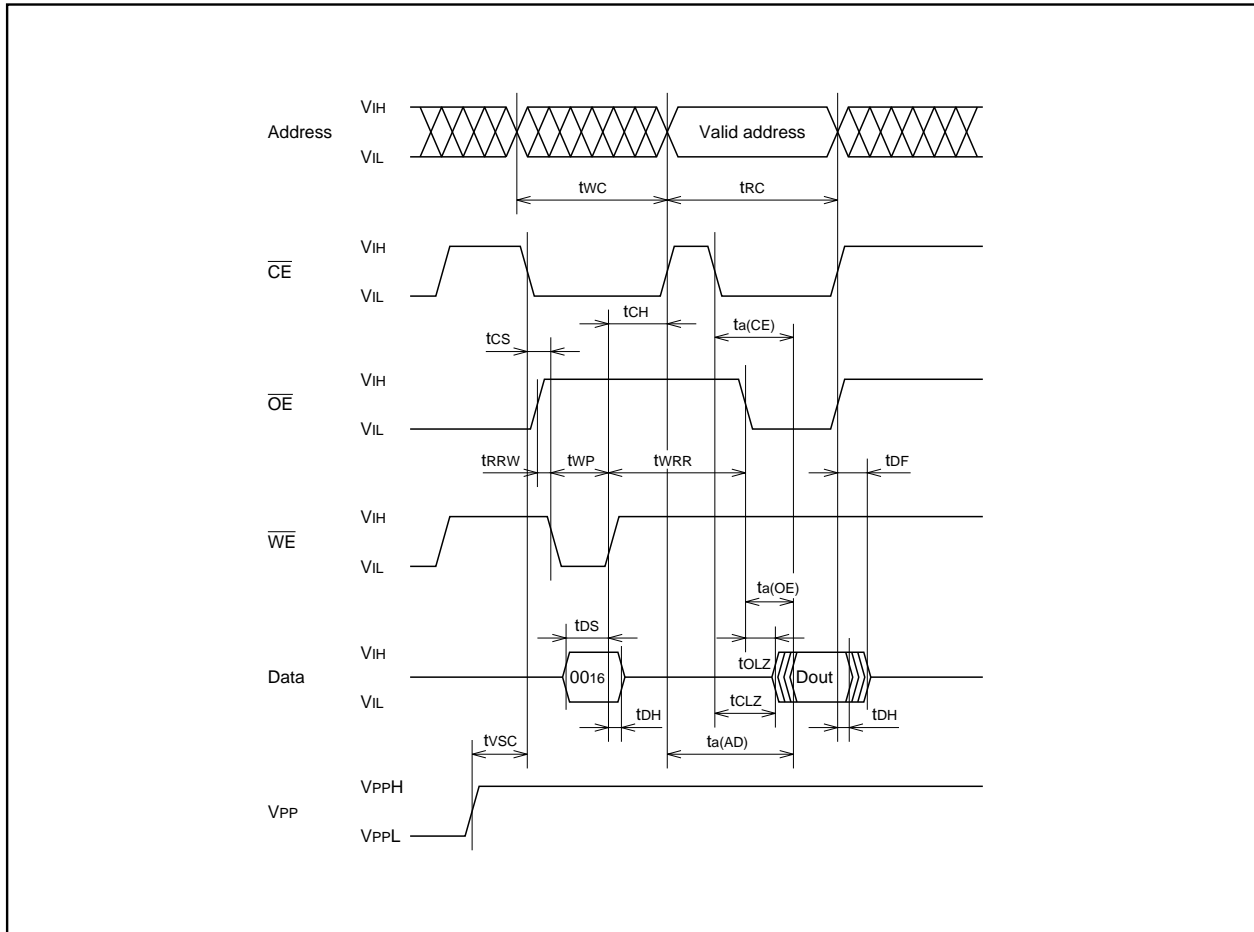 VIH
Address
Valid address
VIL
tWC
tRC
VIH
CE
VIL
tCH
ta(CE)
tCS
VIH
OE
VIL
tRRW
tWP
tWRR
tDF
VIH
WE
VIL
ta(OE)
tDS
VIH
tOLZ
Data
0016
Dout
VIL
tCLZ
tDH
tDH
tVSC
ta(AD)
VPPH
VPP
VPPL